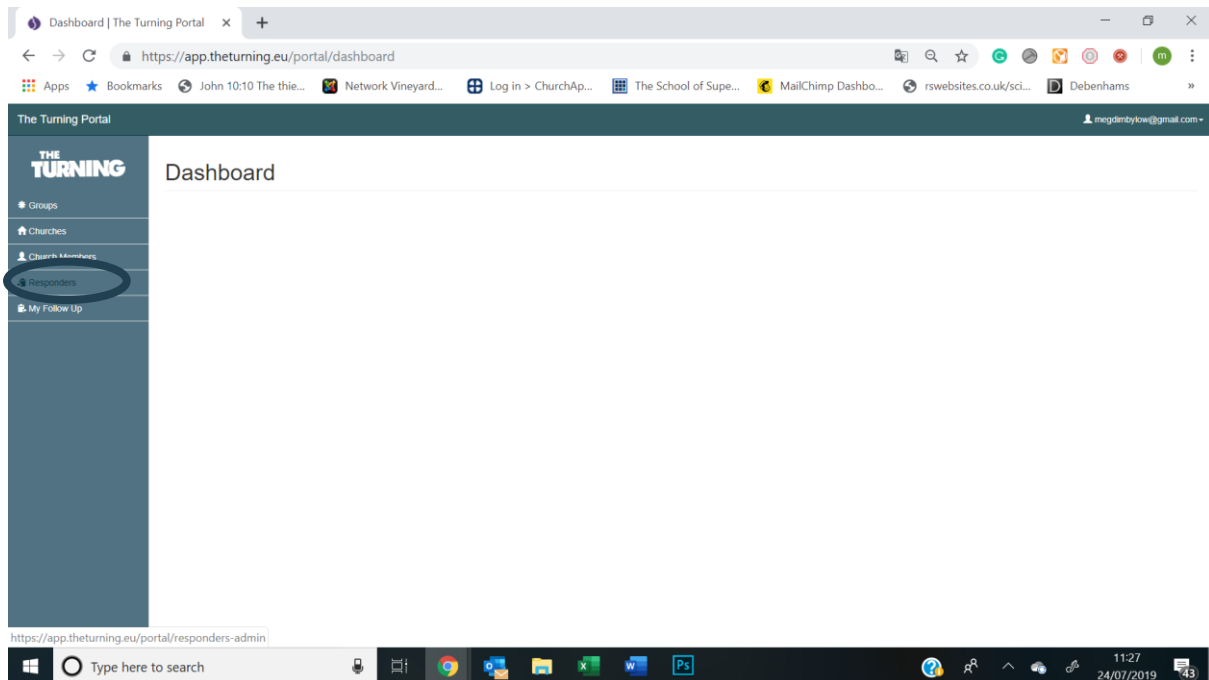 Dashboard | The Turning Portal
https://app.theturning.eu/portal/dashboard
m
Apps Bookmarks John 10:10 The thie... Network Vineyard... Log in > ChurchAp... The School of Supe... MailChimp Dashbo... rswebsites.co.uk/sci... Debenhams »
The Turning Portal megdimbylow@gmail.com
THE
TURNING
Dashboard
Groups
Churches
Church Members
Responders
My Follow Up
https://app.theturning.eu/portal/responders-admin
Type here to search
Ps
11:27
24/07/2019
43